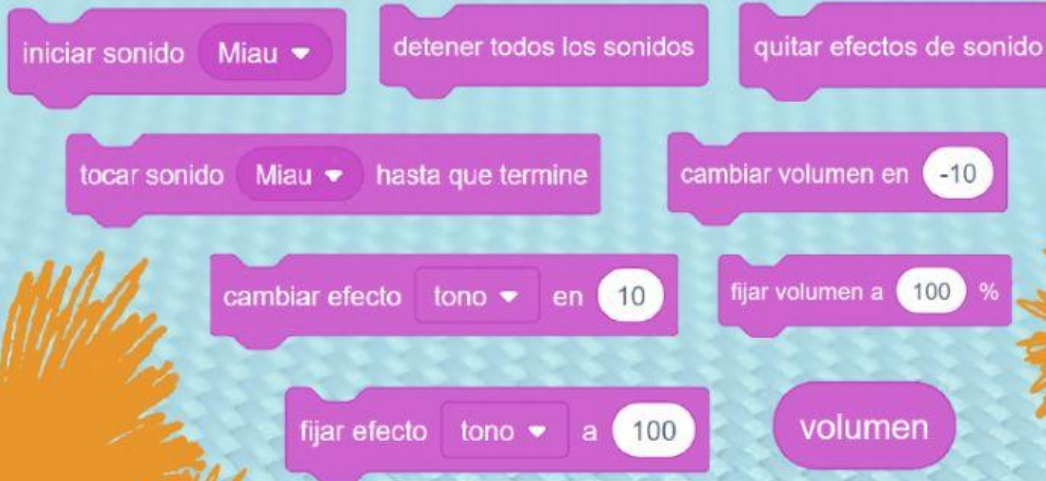 iniciar sonido Miau
detener todos los sonidos
quitar efectos de sonido
tocar sonido Miau hasta que termine
cambiar volumen en -10
cambiar efecto tono en 10
fijar volumen a 100 %
fijar efecto tono a 100
volumen